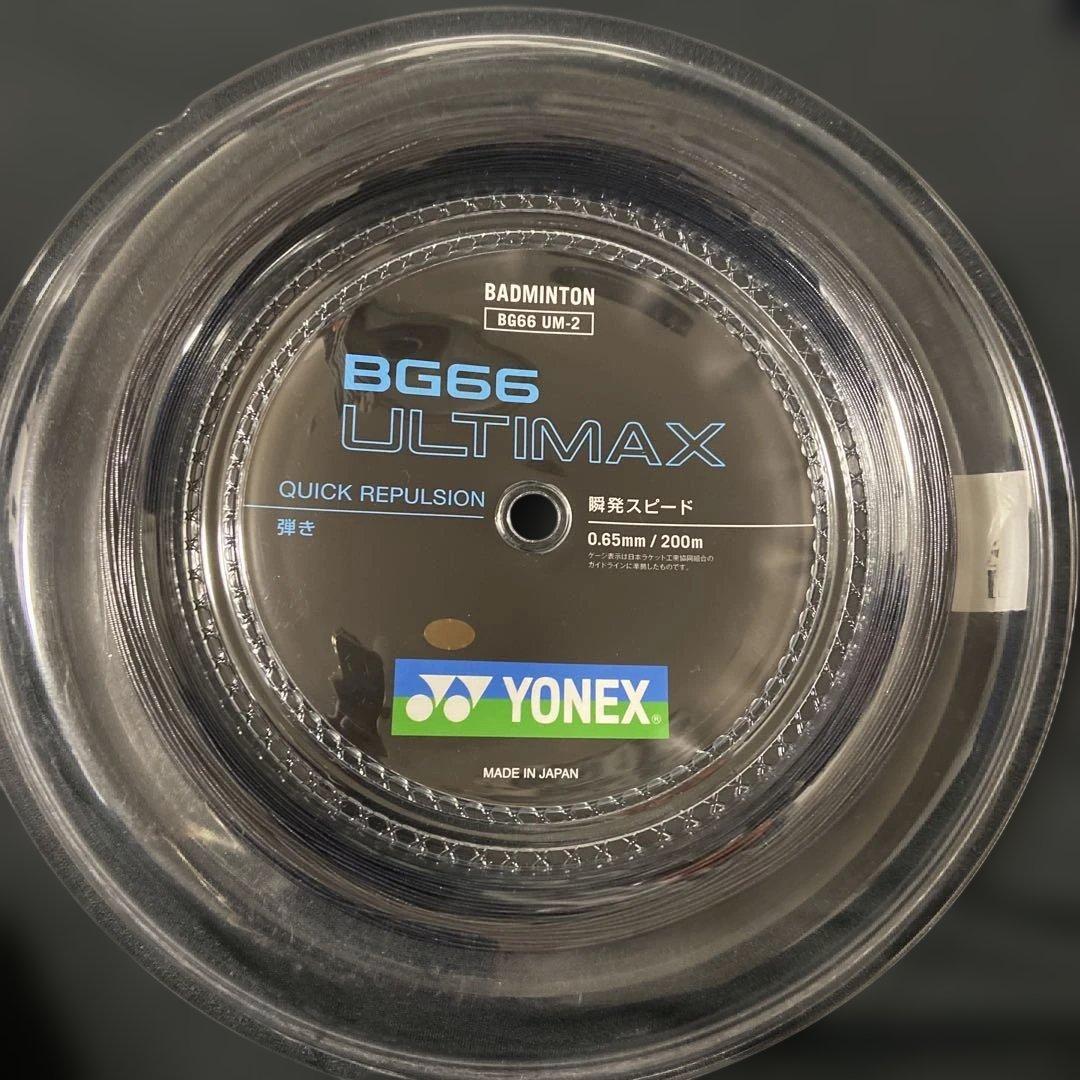 BADMINTON
BG66 UM-2
BG66
ULTIMAX
QUICK REPULSION
弾き
瞬発スピード
0.65mm / 200m
ゲージ表示は日本ラケット工業協同組合の
ガイドラインに準拠したものです。
YONEX®
MADE IN JAPAN